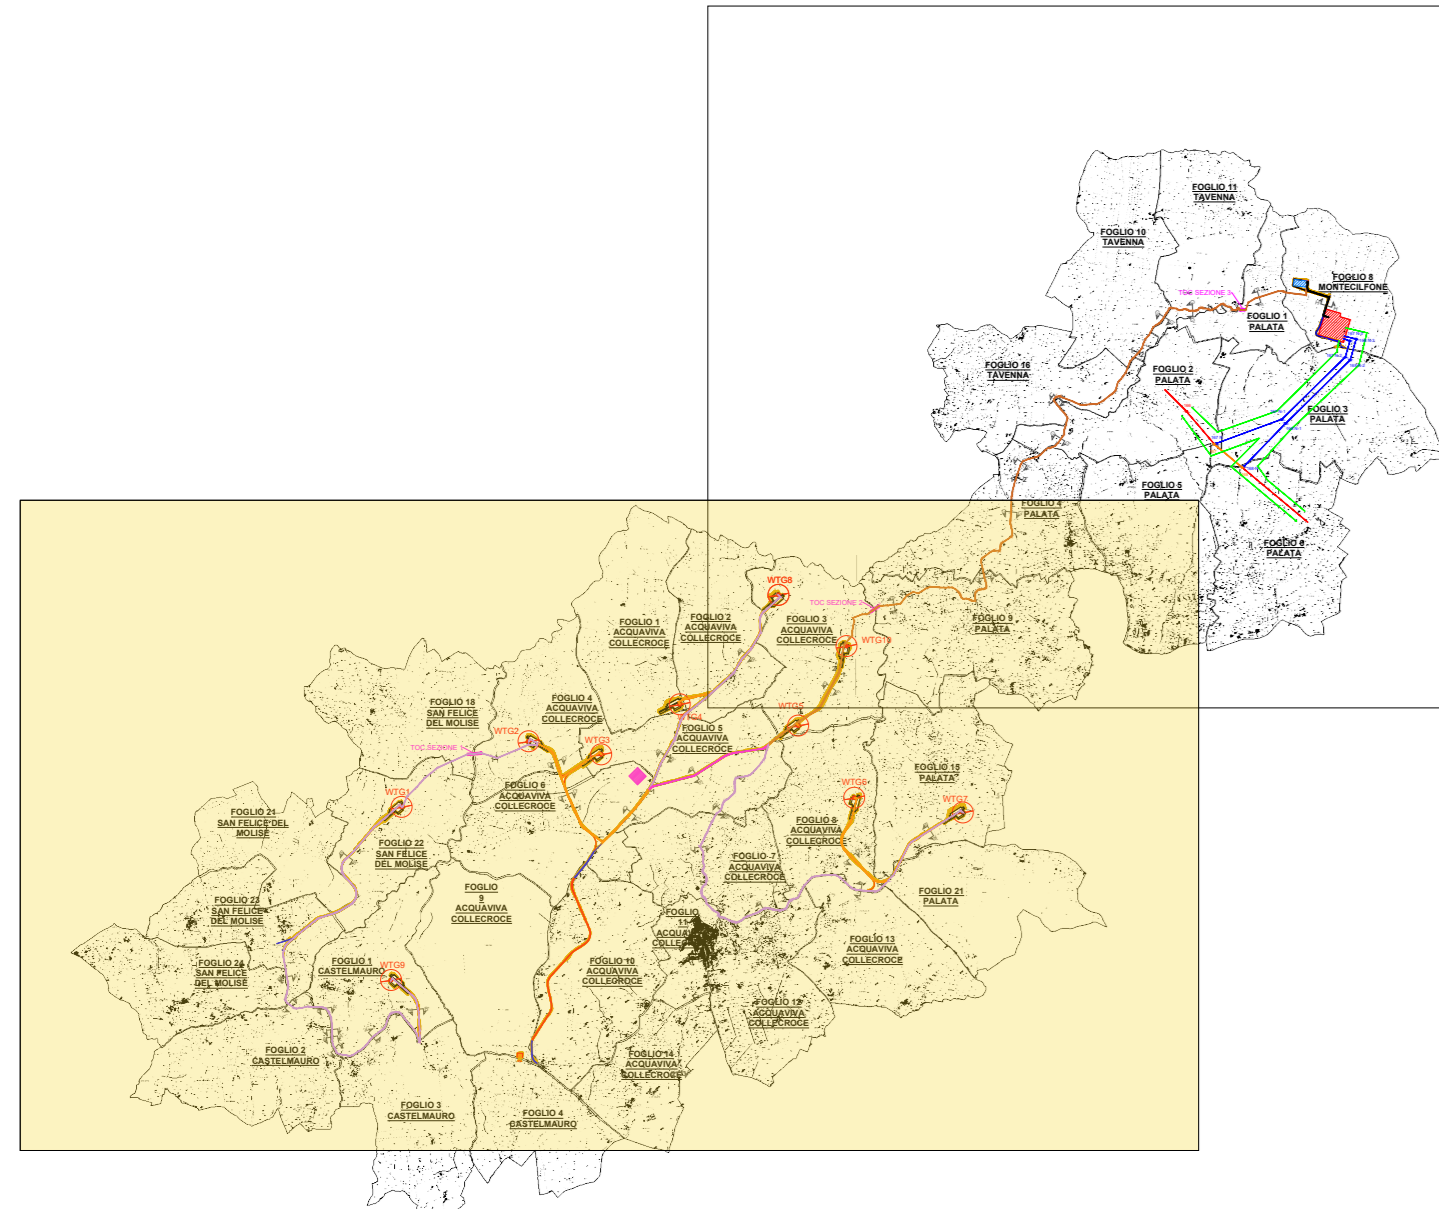 FOGLIO 11
TAVENNA
FOGLIO 10
TAVENNA
FOGLIO 8
MONTECILFONE
TOC SEZIONE 3
FOGLIO 1
PALATA
FOGLIO 16
TAVENNA
FOGLIO 2
PALATA
FOGLIO 3
PALATA
FOGLIO 5
PALATA
FOGLIO 4
PALATA
FOGLIO 6
PALATA
WTG8
TOC SEZIONE 2
FOGLIO 1
ACQUAVIVA
COLLECROCE
FOGLIO 2
ACQUAVIVA
COLLECROCE
FOGLIO 3
ACQUAVIVA
COLLECROCE
FOGLIO 9
PALATA
WTG10
FOGLIO 18
SAN FELICE
DEL MOLISE
FOGLIO 4
ACQUAVIVA
COLLECROCE
WTG4
WTG5
WTG2
WTG3
FOGLIO 5
ACQUAVIVA
COLLECROCE
TOC SEZIONE 1
FOGLIO 15
PALATA
FOGLIO 6
ACQUAVIVA
COLLECROCE
WTG6
WTG7
WTG1
FOGLIO 21
SAN FELICE DEL
MOLISE
FOGLIO 8
ACQUAVIVA
COLLECROCE
FOGLIO 22
SAN FELICE
DEL MOLISE
FOGLIO 7
ACQUAVIVA
COLLECROCE
FOGLIO
9
ACQUAVIVA
COLLECROCE
FOGLIO 21
PALATA
FOGLIO 23
SAN FELICE
DEL MOLISE
FOGLIO
11
ACQUAVIVA
COLLECROCE
FOGLIO 13
ACQUAVIVA
COLLECROCE
FOGLIO 24
SAN FELICE
DEL MOLISE
FOGLIO 1
CASTELMAURO
WTG9
FOGLIO 10
ACQUAVIVA
COLLECROCE
FOGLIO 12
ACQUAVIVA
COLLECROCE
FOGLIO 2
CASTELMAURO
FOGLIO 14
ACQUAVIVA
COLLECROCE
FOGLIO 3
CASTELMAURO
FOGLIO 4
CASTELMAURO